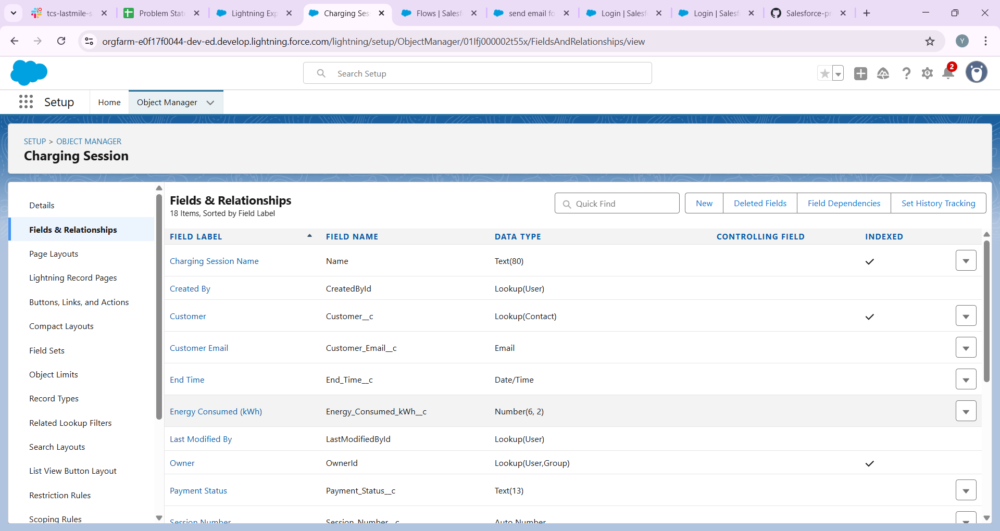 tcs-lastmile-s
Problem State
Lightning Exp
Charging Ses
Flows | Salesf
send email fo
Login | Salesf
Login | Salesf
Salesforce-pr
orgfarm-e0f17f0044-dev-ed.develop.lightning.force.com/lightning/setup/ObjectManager/01Ifj000002t55x/FieldsAndRelationships/view
Y
Search Setup
2
Setup
Home
Object Manager
SETUP > OBJECT MANAGER
Charging Session
Details
Fields & Relationships
Page Layouts
Lightning Record Pages
Buttons, Links, and Actions
Compact Layouts
Field Sets
Object Limits
Record Types
Related Lookup Filters
Search Layouts
List View Button Layout
Restriction Rules
Scoping Rules
Fields & Relationships
18 Items, Sorted by Field Label
Quick Find
New
Deleted Fields
Field Dependencies
Set History Tracking
FIELD LABEL FIELD NAME DATA TYPE CONTROLLING FIELD INDEXED
Charging Session Name Name Text(80)
Created By CreatedById Lookup(User)
Customer Customer__c Lookup(Contact)
Customer Email Customer_Email__c Email
End Time End_Time__c Date/Time
Energy Consumed (kWh) Energy_Consumed_kWh__c Number(6, 2)
Last Modified By LastModifiedById Lookup(User)
Owner OwnerId Lookup(User,Group)
Payment Status Payment_Status__c Text(13)
Session Number Session_Number__c Auto Number